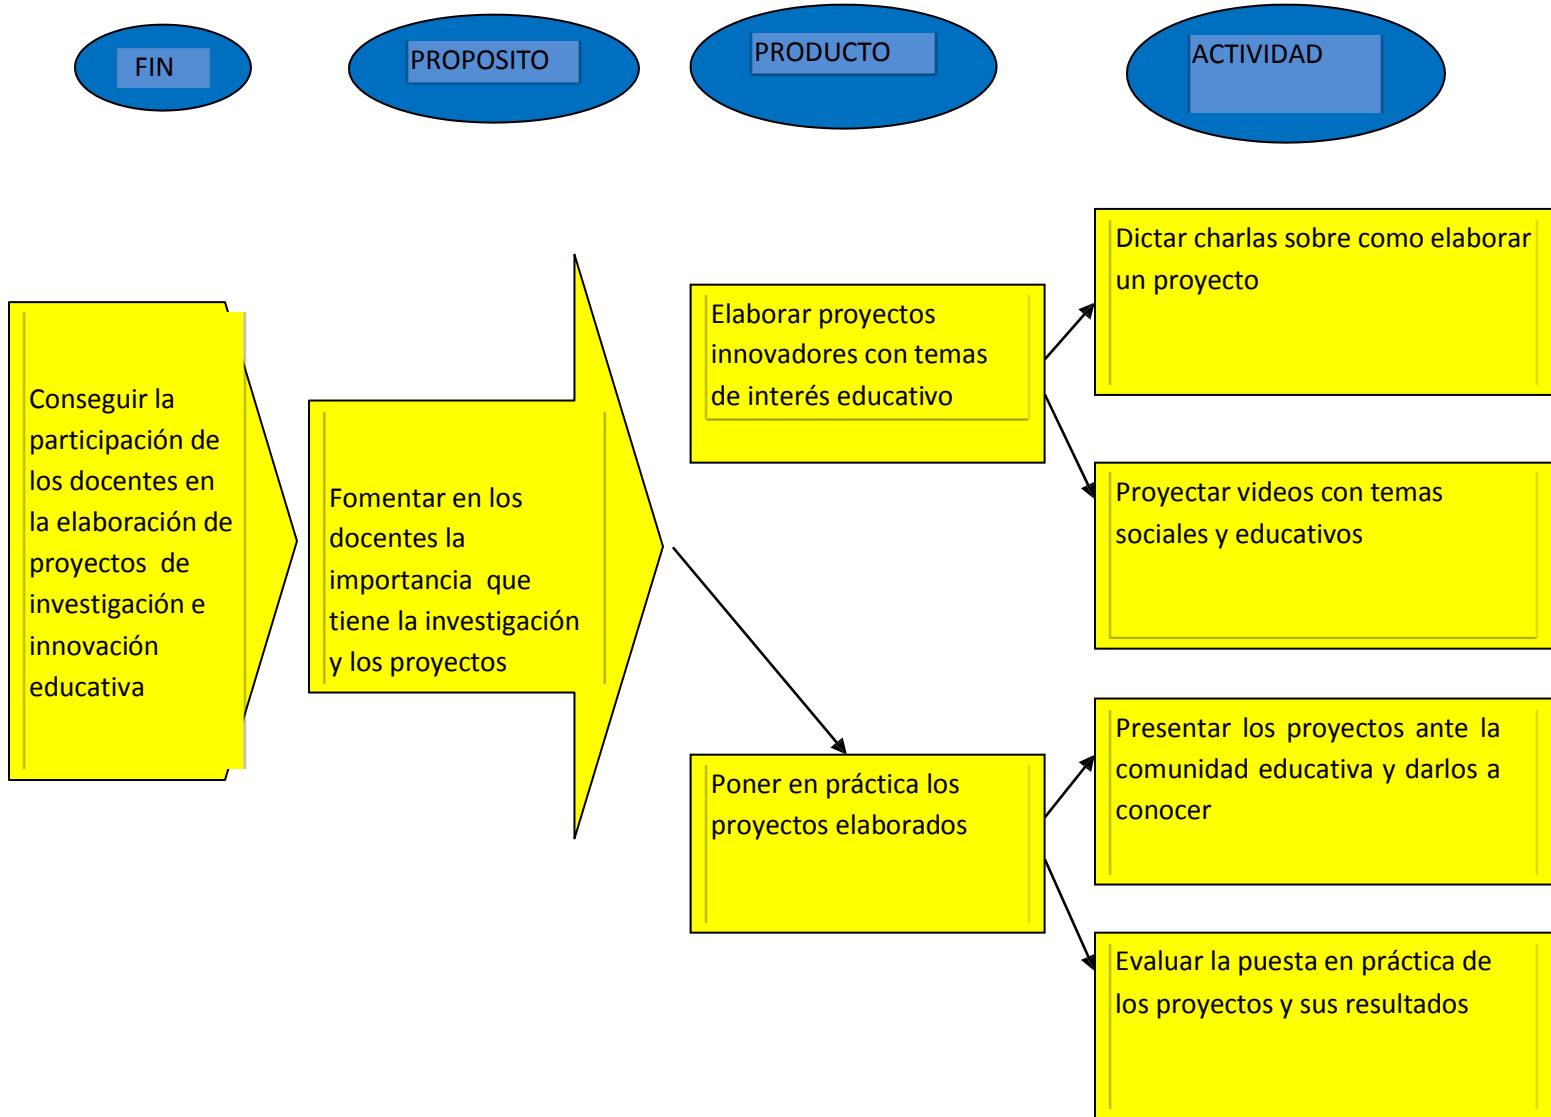 FIN
PROPOSITO
PRODUCTO
ACTIVIDAD
Conseguir la
participación de
los docentes en
la elaboración de
proyectos de
investigación e
innovación
educativa
Fomentar en los
docentes la
importancia que
tiene la investigación
y los proyectos
Elaborar proyectos
innovadores con temas
de interés educativo
Poner en práctica los
proyectos elaborados
Dictar charlas sobre como elaborar
un proyecto
Proyectar videos con temas
sociales y educativos
Presentar los proyectos ante la
comunidad educativa y darlos a
conocer
Evaluar la puesta en práctica de
los proyectos y sus resultados